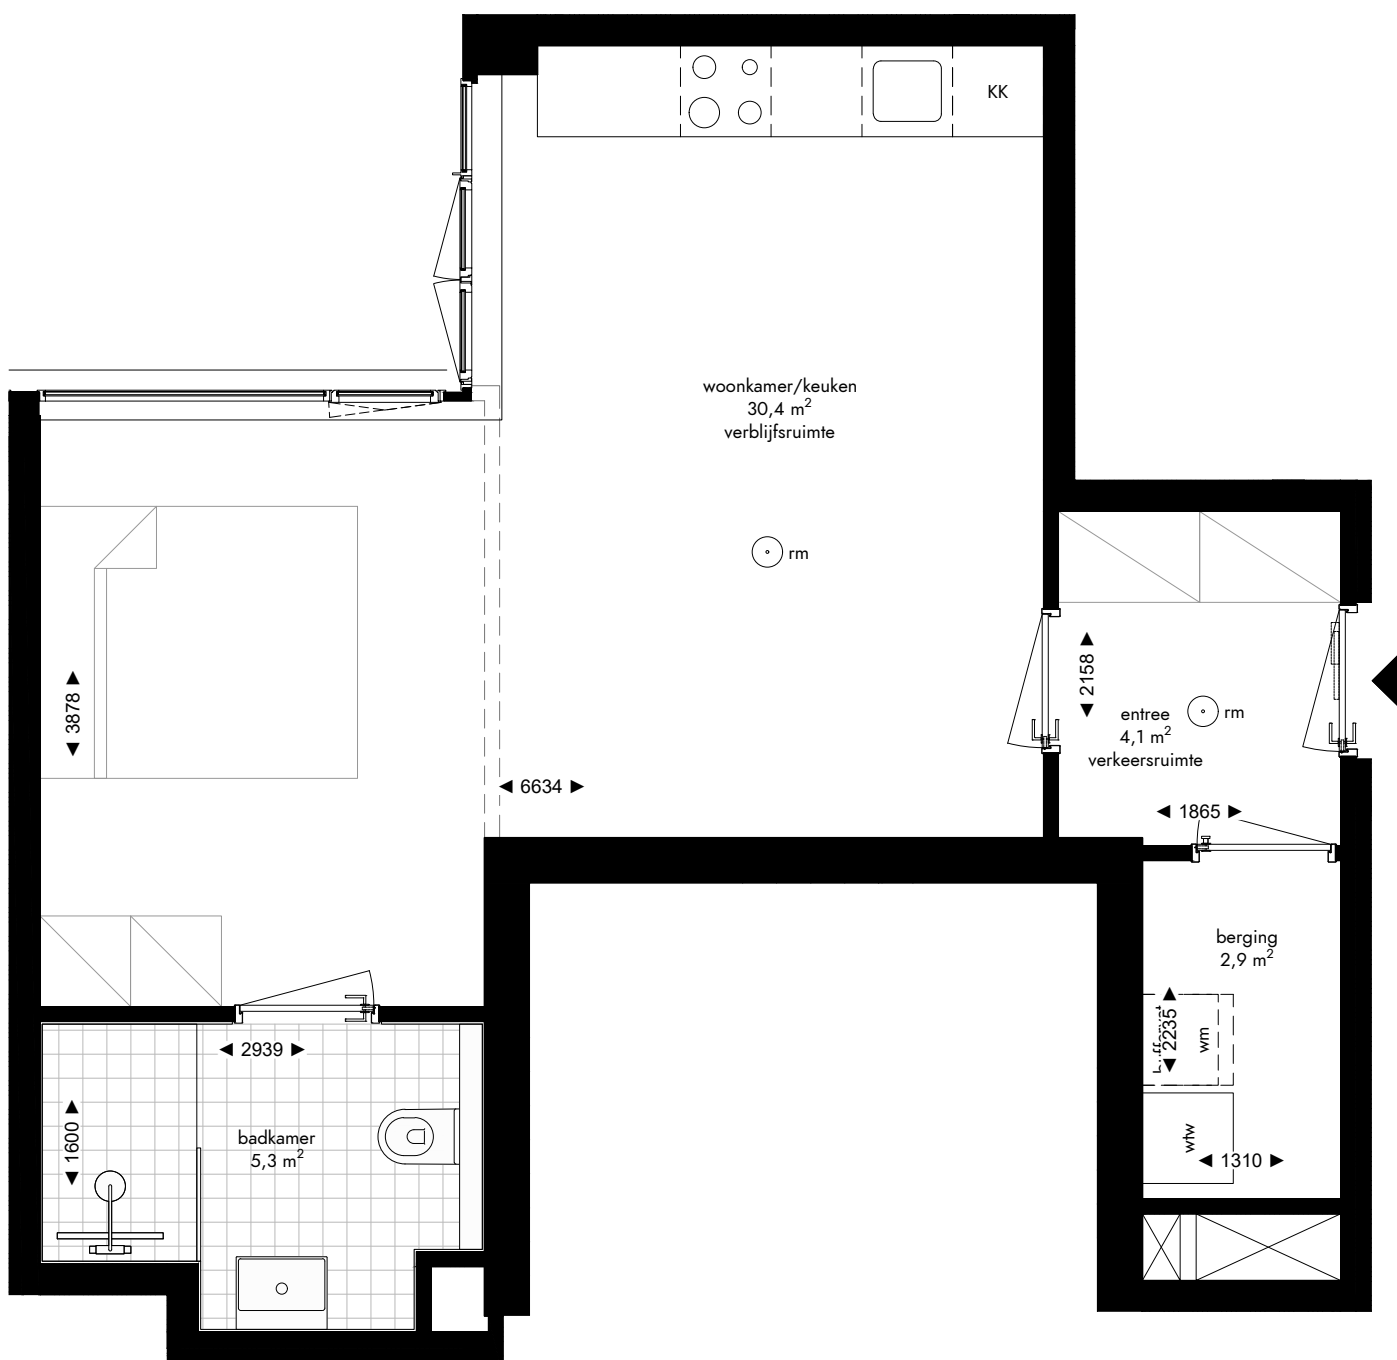 KK
woonkamer/keuken
30,4 m²
verblijfsruimte
rm
3878
6634
2158
entree
4,1 m²
verkeersruimte
rm
1865
berging
2,9 m²
2235
wm
wtw
1310
2939
1600
badkamer
5,3 m²